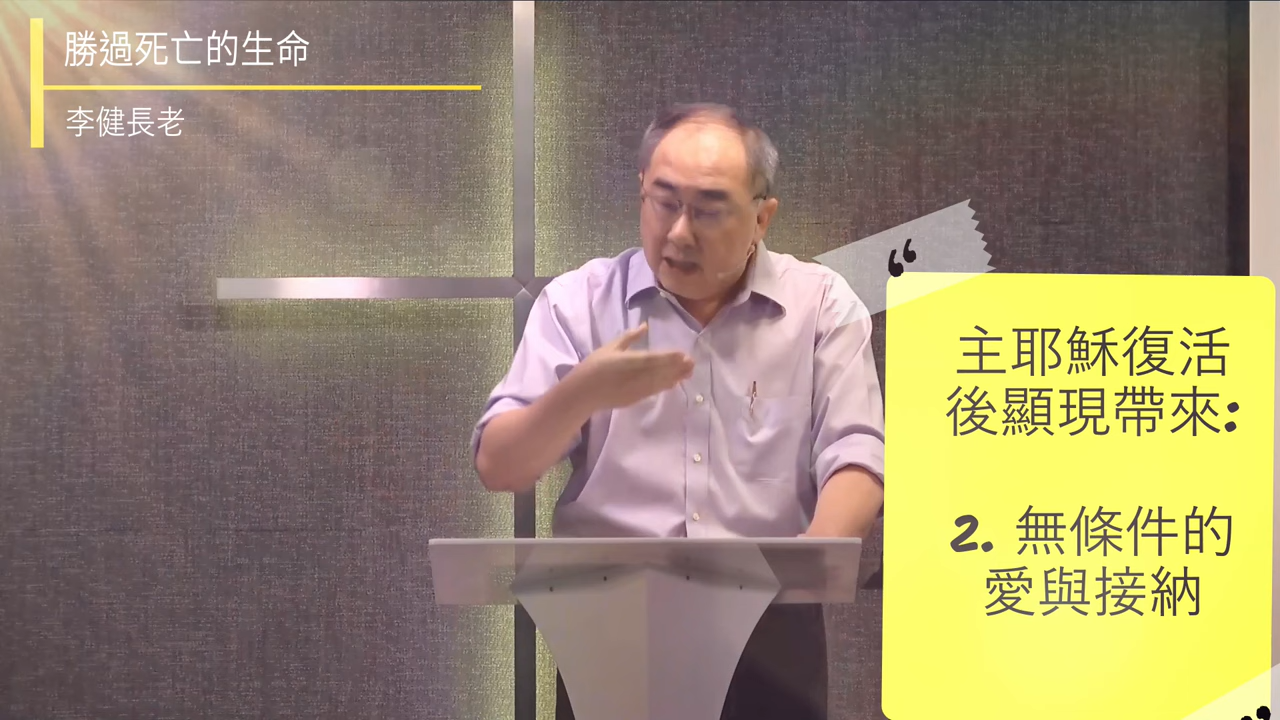 勝過死亡的生命
李健長老
主耶穌復活
後顯現帶來:
2. 無條件的
愛與接納